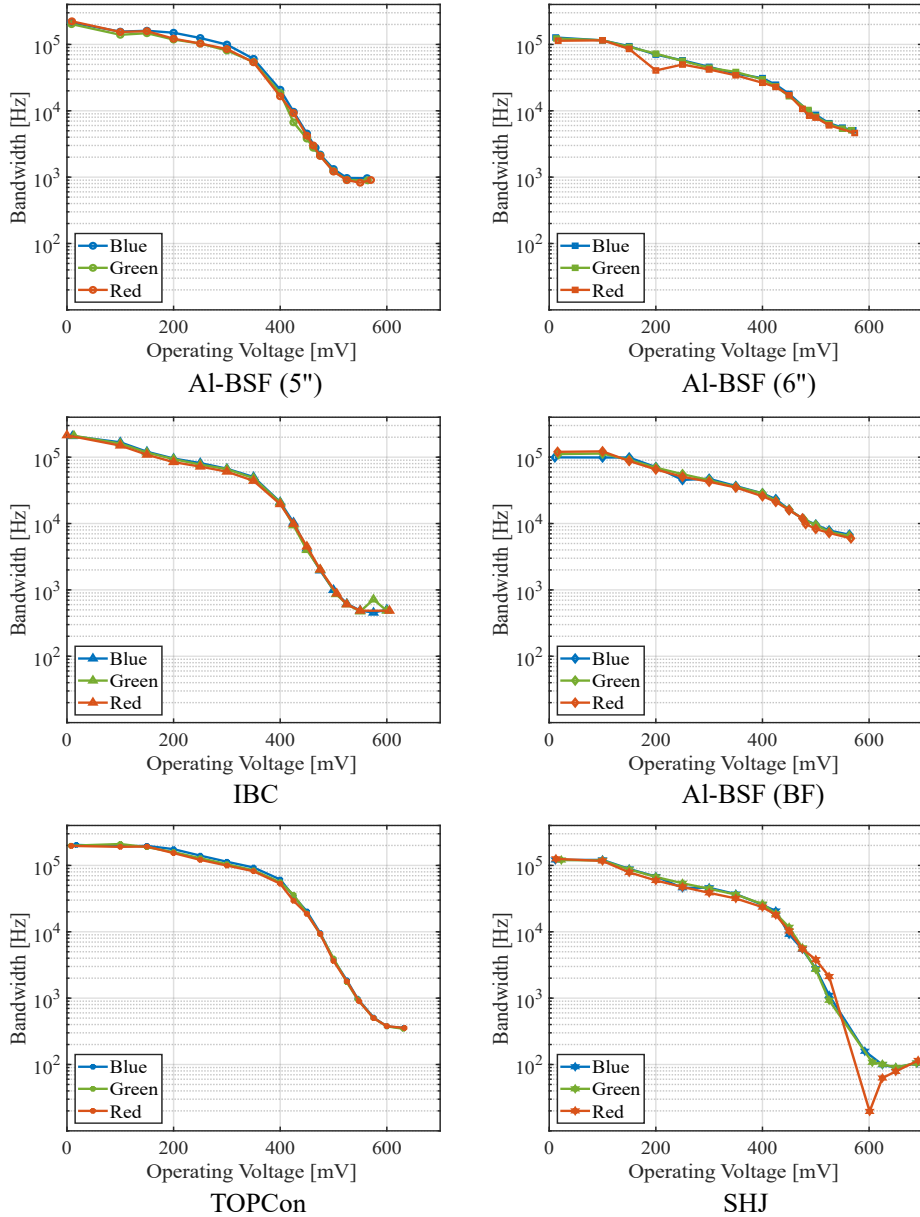 10^5
10^4
10^3
10^2
Bandwidth [Hz]
Blue
Green
Red
0 200 400 600
Operating Voltage [mV]
Al-BSF (5")
10^5
10^4
10^3
10^2
Bandwidth [Hz]
Blue
Green
Red
0 200 400 600
Operating Voltage [mV]
Al-BSF (6")
10^5
10^4
10^3
10^2
Bandwidth [Hz]
Blue
Green
Red
0 200 400 600
Operating Voltage [mV]
IBC
10^5
10^4
10^3
10^2
Bandwidth [Hz]
Blue
Green
Red
0 200 400 600
Operating Voltage [mV]
Al-BSF (BF)
10^5
10^4
10^3
10^2
Bandwidth [Hz]
Blue
Green
Red
0 200 400 600
Operating Voltage [mV]
TOPCon
10^5
10^4
10^3
10^2
Bandwidth [Hz]
Blue
Green
Red
0 200 400 600
Operating Voltage [mV]
SHJ